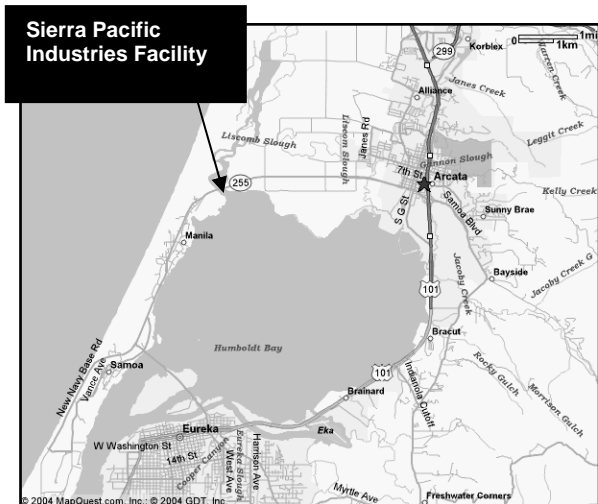 Sierra Pacific
Industries Facility
299
Korblex
0
1mi
1km
Warren Creek
Alliance
Janes Creek
Liscomb Slough
Liscom Slough
Janes Rd
Leggit Creek
Gannon Slough
7th St
Arcata
255
Kelly Creek
S G St
Samoa Blvd
Sunny Brae
Manila
Jacoby Creek
Bayside
Jacoby Creek G
101
New Navy Base Rd
Vance Ave
Humboldt Bay
Bracut
Samoa
101
Indianola Cutoff
Rocky Gulch
Morrison Gulch
Brainard
Eureka
Eka
W Washington St
14th St
Cooper Canyon
Eureka Slough
West Ave
Harrison Ave
Myrtle Ave
Freshwater Corners
© 2004 MapQuest.com, Inc.; © 2004 GDT, Inc.